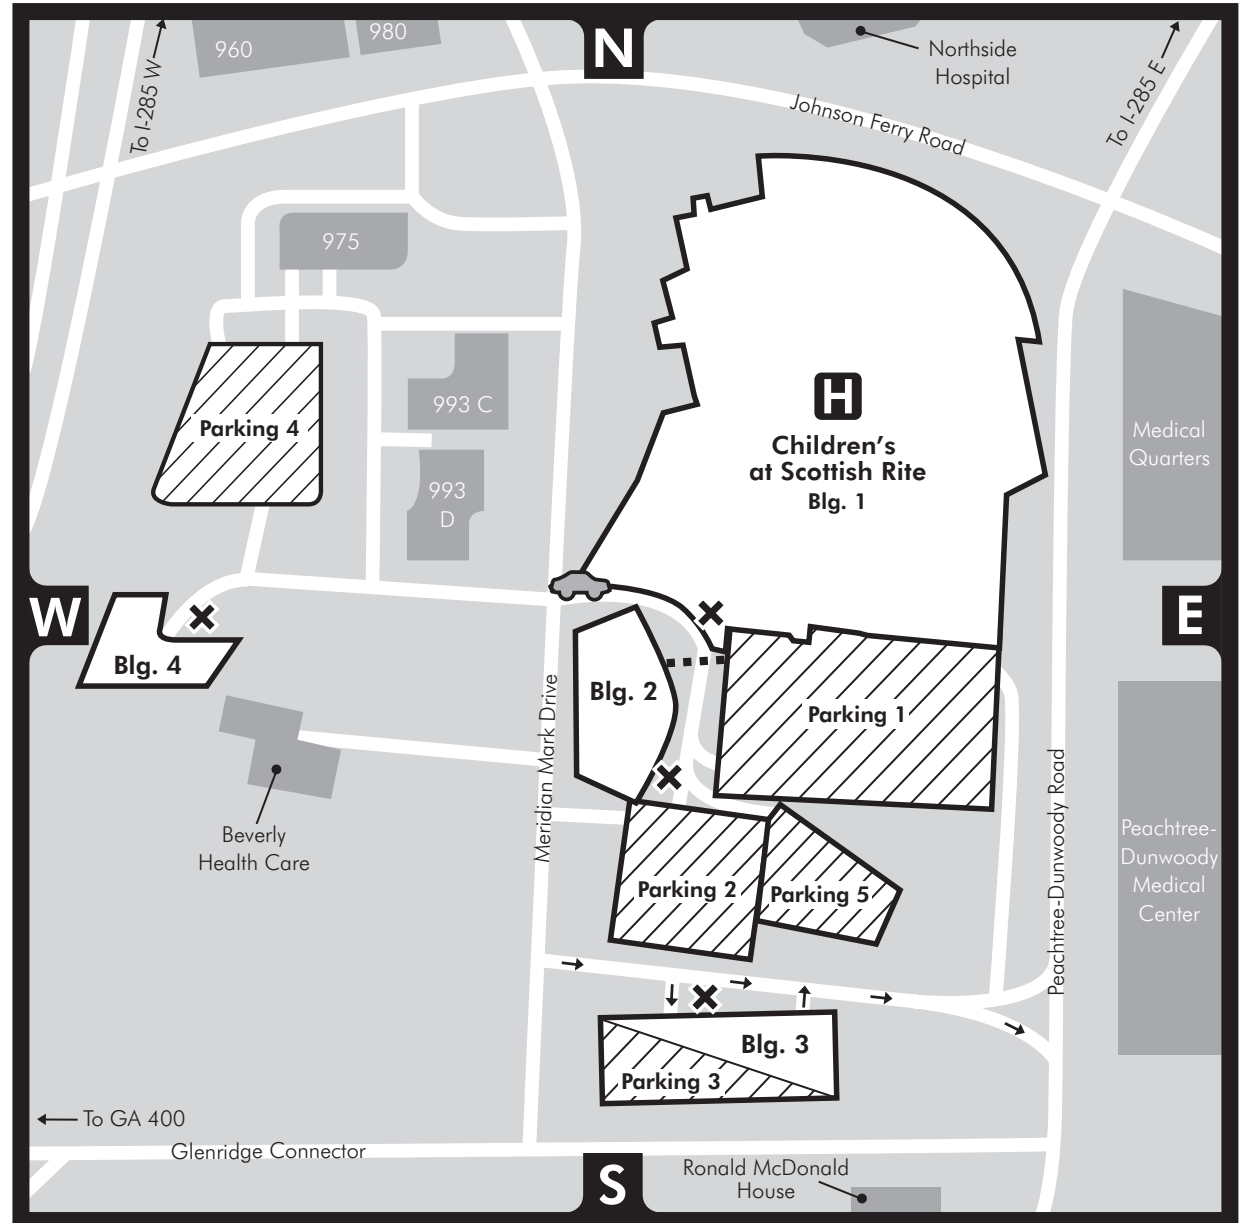 N
960
980
To I-285 W
Northside
Hospital
To I-285 E
Johnson Ferry Road
975
993 C
Parking 4
H
Children's
at Scottish Rite
Blg. 1
Medical
Quarters
993
D
W
E
Blg. 4
Blg. 2
Parking 1
Meridian Mark Drive
Beverly
Health Care
Peachtree-Dunwoody Road
Peachtree-
Dunwoody
Medical
Center
Parking 2
Parking 5
Blg. 3
Parking 3
To GA 400
Glenridge Connector
S
Ronald McDonald
House